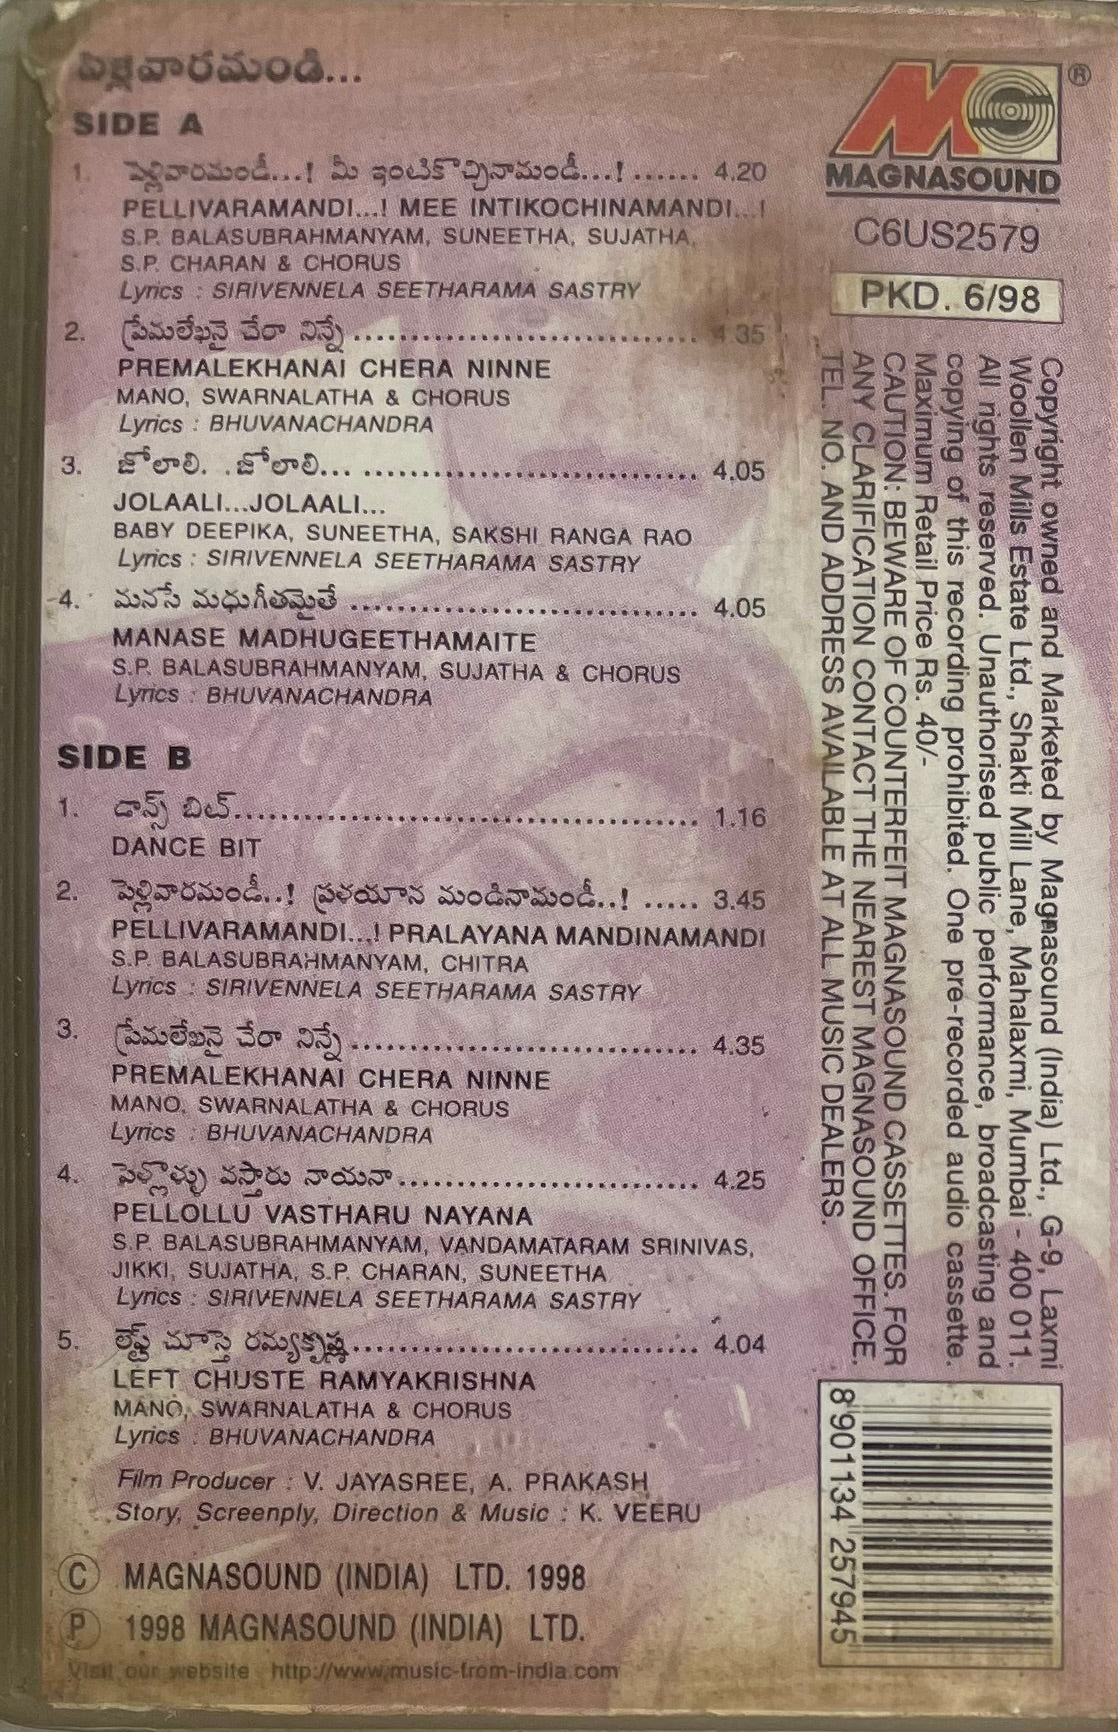 పెళ్లివారమండి...
SIDE A
1. పెళ్లివారమండీ...! మీ ఇంటికొచ్చినామండీ...! ...... 4.20
PELLIVARAMANDI...! MEE INTIKOCHINAMANDI...!
S.P. BALASUBRAHMANYAM, SUNEETHA, SUJATHA,
S.P. CHARAN & CHORUS
Lyrics : SIRIVENNELA SEETHARAMA SASTRY
2. ప్రేమలేఖనై చేరా నిన్నే ................................ 4.35
PREMALEKHANAI CHERA NINNE
MANO, SWARNALATHA & CHORUS
Lyrics : BHUVANACHANDRA
3. జోలాలి. .జోలాలి... ............................... 4.05
JOLAALI...JOLAALI...
BABY DEEPIKA, SUNEETHA, SAKSHI RANGA RAO
Lyrics : SIRIVENNELA SEETHARAMA SASTRY
4. మనసే మధుగీతమైతే ................................ 4.05
MANASE MADHUGEETHAMAITE
S.P. BALASUBRAHMANYAM, SUJATHA & CHORUS
Lyrics : BHUVANACHANDRA
SIDE B
1. డాన్స్ బిట్.......................................... 1.16
DANCE BIT
2. పెళ్లివారమండీ..! ప్రళయాన మండినామండీ..! ..... 3.45
PELLIVARAMANDI...! PRALAYANA MANDINAMANDI
S.P. BALASUBRAHMANYAM, CHITRA
Lyrics : SIRIVENNELA SEETHARAMA SASTRY
3. ప్రేమలేఖనై చేరా నిన్నే ................................ 4.35
PREMALEKHANAI CHERA NINNE
MANO, SWARNALATHA & CHORUS
Lyrics : BHUVANACHANDRA
4. పెళ్లొళ్ళు వస్తారు నాయనా............................ 4.25
PELLOLLU VASTHARU NAYANA
S.P. BALASUBRAHMANYAM, VANDAMATARAM SRINIVAS,
JIKKI, SUJATHA, S.P. CHARAN, SUNEETHA
Lyrics : SIRIVENNELA SEETHARAMA SASTRY
5. లెఫ్ట్ చూస్తె రమ్యకృష్ణ................................ 4.04
LEFT CHUSTE RAMYAKRISHNA
MANO, SWARNALATHA & CHORUS
Lyrics : BHUVANACHANDRA
Film Producer : V. JAYASREE, A. PRAKASH
Story, Screenply, Direction & Music : K. VEERU
Ⓒ MAGNASOUND (INDIA) LTD. 1998
Ⓟ 1998 MAGNASOUND (INDIA) LTD.
Visit our website http://www.music-from-india.com
M ®
MAGNASOUND
C6US2579
PKD. 6/98
Copyright owned and Marketed by Magnasound (India) Ltd., G-9, Laxmi
Woollen Mills Estate Ltd., Shakti Mill Lane, Mahalaxmi, Mumbai - 400 011.
All rights reserved. Unauthorised public performance, broadcasting and
copying of this recording prohibited. One pre-recorded audio cassette.
Maximum Retail Price Rs. 40/-
CAUTION: BEWARE OF COUNTERFEIT MAGNASOUND CASSETTES. FOR
ANY CLARIFICATION CONTACT THE NEAREST MAGNASOUND OFFICE.
TEL. NO. AND ADDRESS AVAILABLE AT ALL MUSIC DEALERS.
8 901134 257945